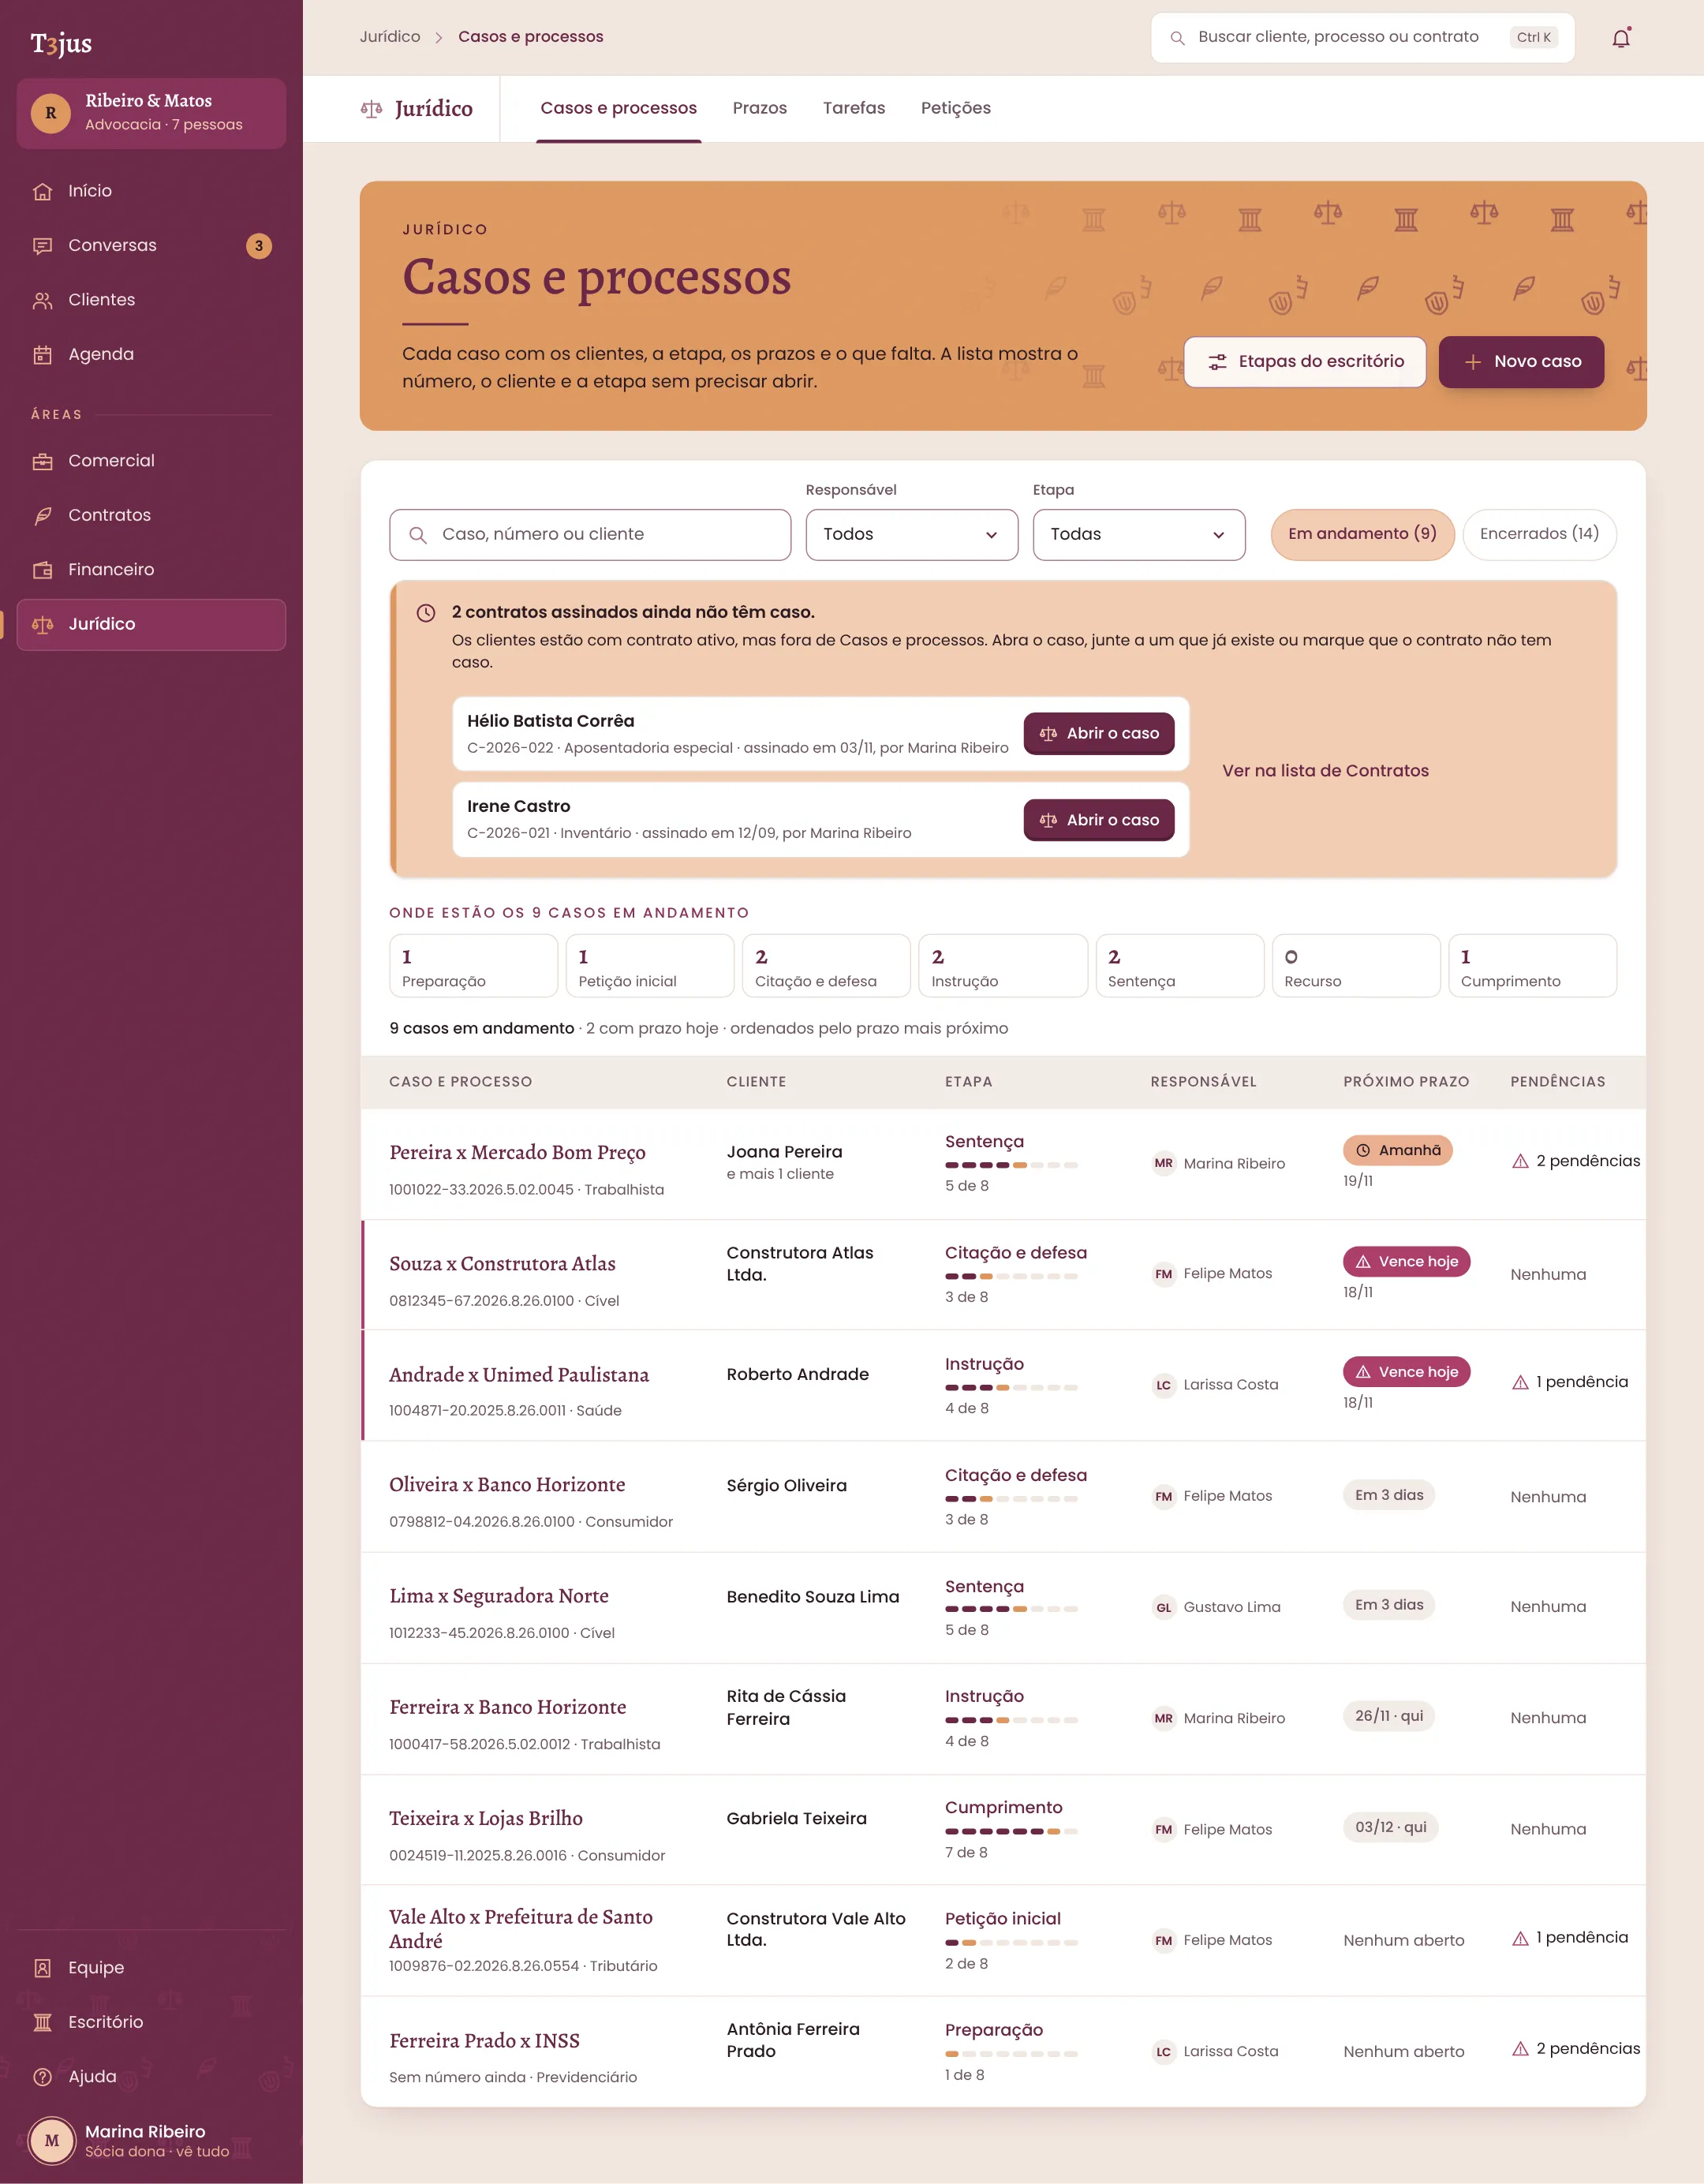 T3jus
R
Ribeiro & Matos
Advocacia · 7 pessoas
Início
Conversas
3
Clientes
Agenda
ÁREAS
Comercial
Contratos
Financeiro
Jurídico
Equipe
Escritório
Ajuda
M
Marina Ribeiro
Sócia dona · vê tudo
Jurídico
Casos e processos
Buscar cliente, processo ou contrato
Ctrl K
Jurídico
Casos e processos
Prazos
Tarefas
Petições
JURÍDICO
Casos e processos
Cada caso com os clientes, a etapa, os prazos e o que falta. A lista mostra o
número, o cliente e a etapa sem precisar abrir.
Etapas do escritório
Novo caso
Responsável
Etapa
Caso, número ou cliente
Todos
Todas
Em andamento (9)
Encerrados (14)
2 contratos assinados ainda não têm caso.
Os clientes estão com contrato ativo, mas fora de Casos e processos. Abra o caso, junte a um que já existe ou marque que o contrato não tem
caso.
Hélio Batista Corrêa
C-2026-022 · Aposentadoria especial · assinado em 03/11, por Marina Ribeiro
Abrir o caso
Irene Castro
C-2026-021 · Inventário · assinado em 12/09, por Marina Ribeiro
Abrir o caso
Ver na lista de Contratos
ONDE ESTÃO OS 9 CASOS EM ANDAMENTO
1
Preparação
1
Petição inicial
2
Citação e defesa
2
Instrução
2
Sentença
0
Recurso
1
Cumprimento
9 casos em andamento · 2 com prazo hoje · ordenados pelo prazo mais próximo
CASO E PROCESSO
CLIENTE
ETAPA
RESPONSÁVEL
PRÓXIMO PRAZO
PENDÊNCIAS
Pereira x Mercado Bom Preço
1001022-33.2026.5.02.0045 · Trabalhista
Joana Pereira
e mais 1 cliente
Sentença
5 de 8
MR
Marina Ribeiro
Amanhã
19/11
2 pendências
Souza x Construtora Atlas
0812345-67.2026.8.26.0100 · Cível
Construtora Atlas
Ltda.
Citação e defesa
3 de 8
FM
Felipe Matos
Vence hoje
18/11
Nenhuma
Andrade x Unimed Paulistana
1004871-20.2025.8.26.0011 · Saúde
Roberto Andrade
Instrução
4 de 8
LC
Larissa Costa
Vence hoje
18/11
1 pendência
Oliveira x Banco Horizonte
0798812-04.2026.8.26.0100 · Consumidor
Sérgio Oliveira
Citação e defesa
3 de 8
FM
Felipe Matos
Em 3 dias
Nenhuma
Lima x Seguradora Norte
1012233-45.2026.8.26.0100 · Cível
Benedito Souza Lima
Sentença
5 de 8
GL
Gustavo Lima
Em 3 dias
Nenhuma
Ferreira x Banco Horizonte
1000417-58.2026.5.02.0012 · Trabalhista
Rita de Cássia
Ferreira
Instrução
4 de 8
MR
Marina Ribeiro
26/11 · qui
Nenhuma
Teixeira x Lojas Brilho
0024519-11.2025.8.26.0016 · Consumidor
Gabriela Teixeira
Cumprimento
7 de 8
FM
Felipe Matos
03/12 · qui
Nenhuma
Vale Alto x Prefeitura de Santo
André
1009876-02.2026.8.26.0554 · Tributário
Construtora Vale Alto
Ltda.
Petição inicial
2 de 8
FM
Felipe Matos
Nenhum aberto
1 pendência
Ferreira Prado x INSS
Sem número ainda · Previdenciário
Antônia Ferreira
Prado
Preparação
1 de 8
LC
Larissa Costa
Nenhum aberto
2 pendências